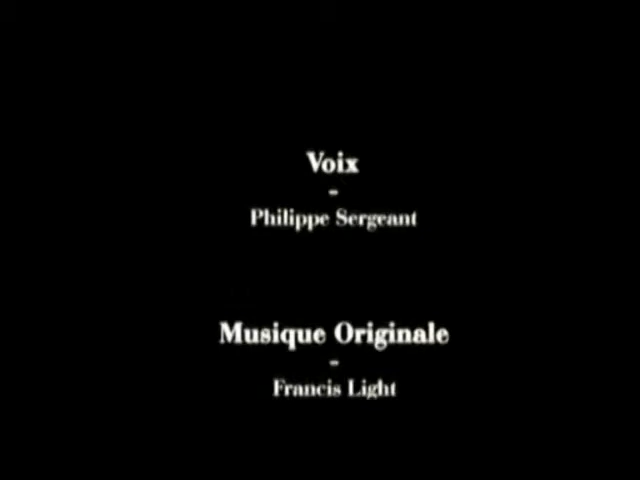 Voix
-
Philippe Sergeant
Musique Originale
-
Francis Light